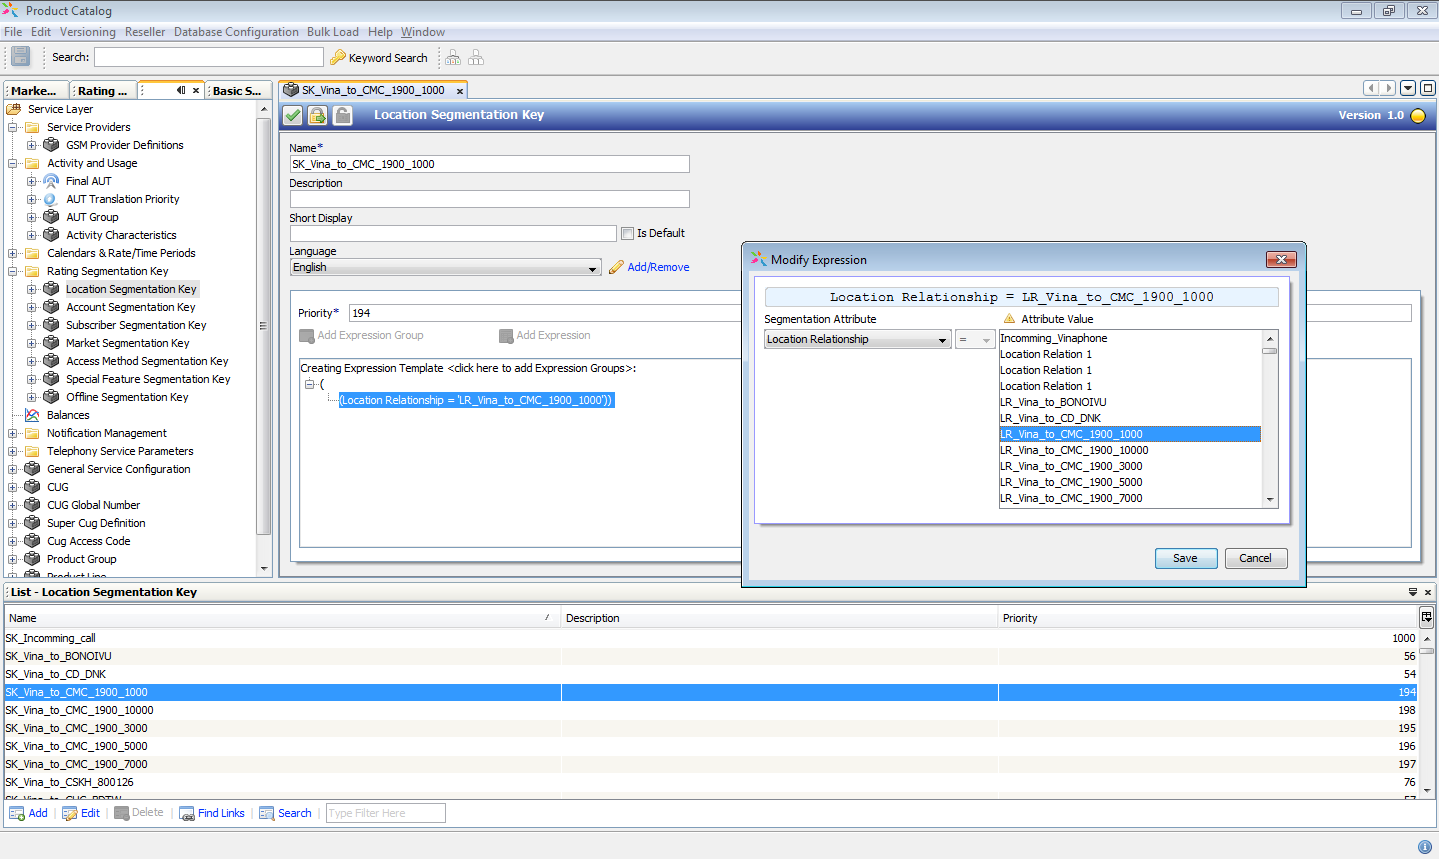 Product Catalog
File Edit Versioning Reseller Database Configuration Bulk Load Help Window
Search: Keyword Search
Marke... Rating ... Basic S...
Service Layer
Service Providers
GSM Provider Definitions
Activity and Usage
Final AUT
AUT Translation Priority
AUT Group
Activity Characteristics
Calendars & Rate/Time Periods
Rating Segmentation Key
Location Segmentation Key
Account Segmentation Key
Subscriber Segmentation Key
Market Segmentation Key
Access Method Segmentation Key
Special Feature Segmentation Key
Offline Segmentation Key
Balances
Notification Management
Telephony Service Parameters
General Service Configuration
CUG
CUG Global Number
Super Cug Definition
Cug Access Code
Product Group
Product Line
SK_Vina_to_CMC_1900_1000
Location Segmentation Key Version 1.0
Name*
SK_Vina_to_CMC_1900_1000
Description
Short Display
Is Default
Language
English Add/Remove
Priority* 194
Add Expression Group Add Expression
Creating Expression Template <click here to add Expression Groups>:
(
(Location Relationship = 'LR_Vina_to_CMC_1900_1000'))
Modify Expression
Location Relationship = LR_Vina_to_CMC_1900_1000
Segmentation Attribute Attribute Value
Location Relationship =
Incomming_Vinaphone
Location Relation 1
Location Relation 1
Location Relation 1
LR_Vina_to_BONOIVU
LR_Vina_to_CD_DNK
LR_Vina_to_CMC_1900_1000
LR_Vina_to_CMC_1900_10000
LR_Vina_to_CMC_1900_3000
LR_Vina_to_CMC_1900_5000
LR_Vina_to_CMC_1900_7000
Save Cancel
List - Location Segmentation Key
Name / Description Priority
SK_Incomming_call 1000
SK_Vina_to_BONOIVU 56
SK_Vina_to_CD_DNK 54
SK_Vina_to_CMC_1900_1000 194
SK_Vina_to_CMC_1900_10000 198
SK_Vina_to_CMC_1900_3000 195
SK_Vina_to_CMC_1900_5000 196
SK_Vina_to_CMC_1900_7000 197
SK_Vina_to_CSKH_800126 76
Add Edit Delete Find Links Search Type Filter Here